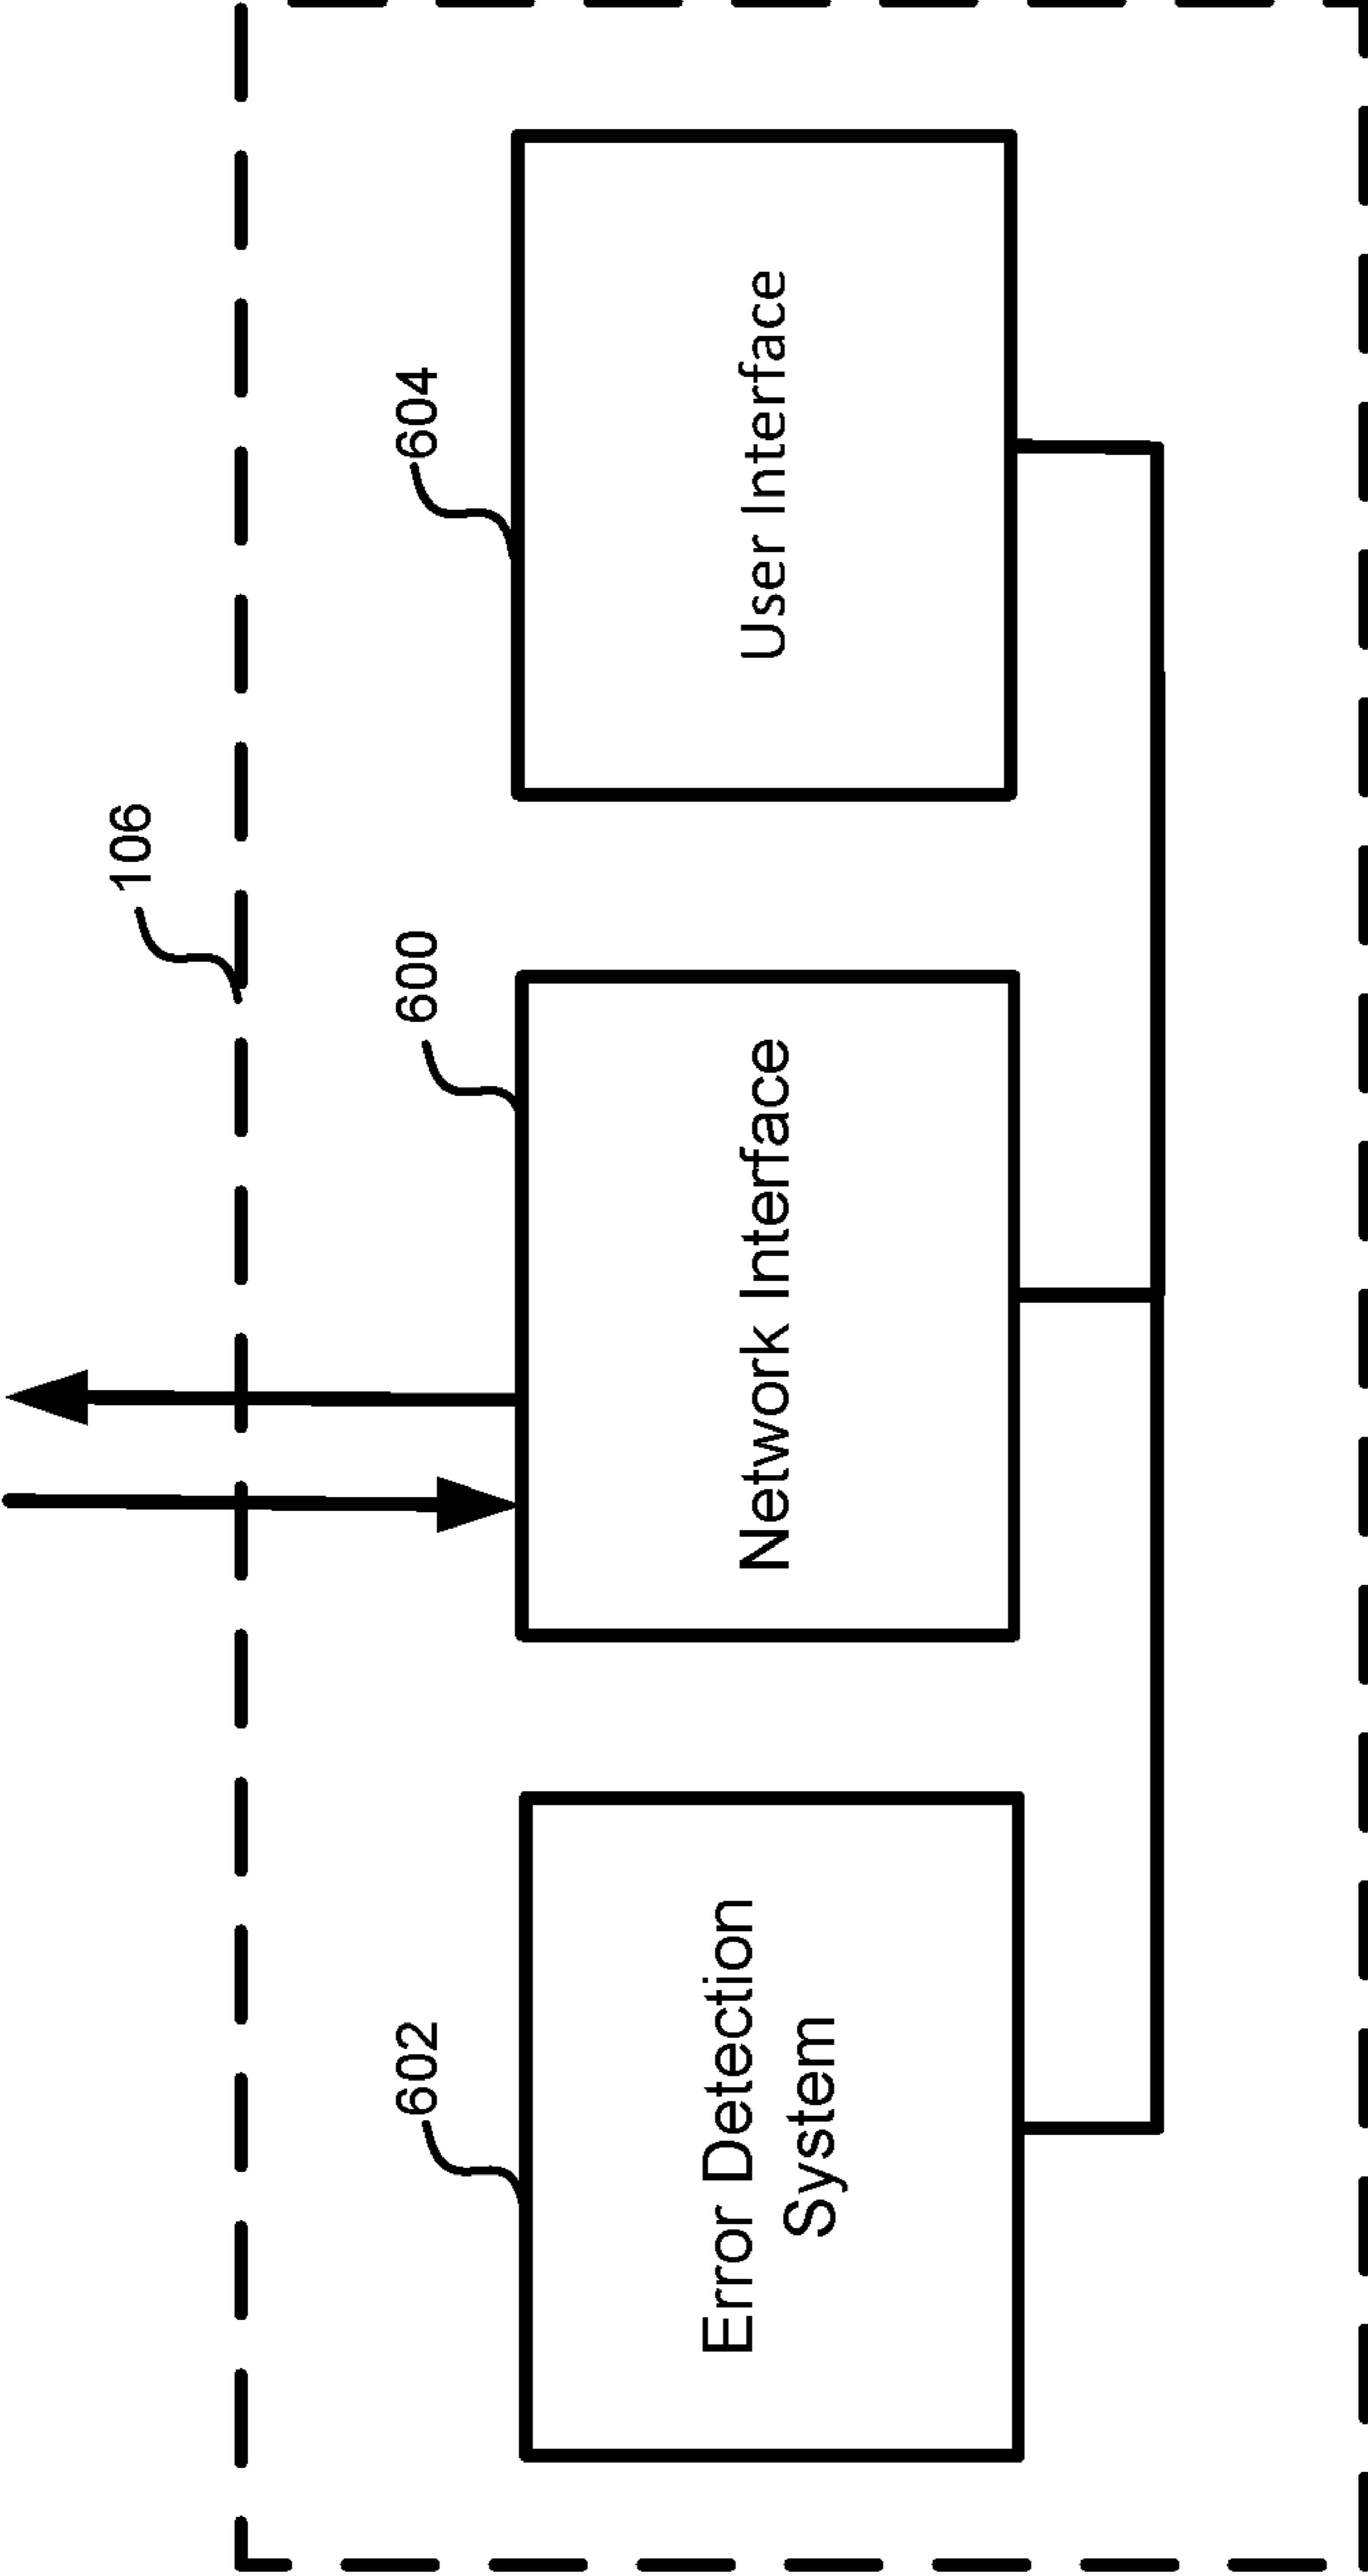 106
602
600
604
Error Detection
System
Network Interface
User Interface